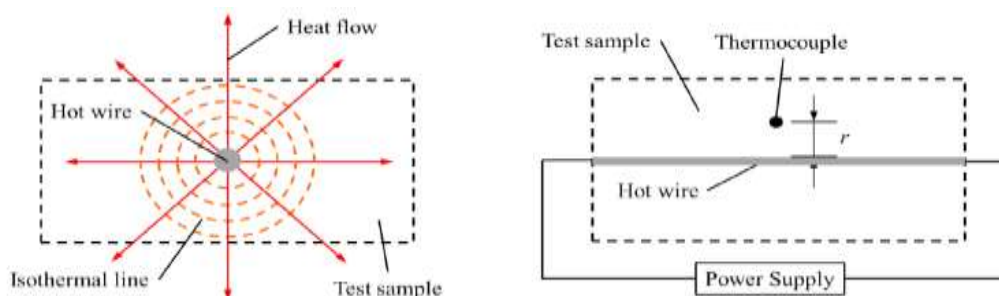 Heat flow
Hot wire
Isothermal line
Test sample
Test sample
Thermocouple
r
Hot wire
Power Supply